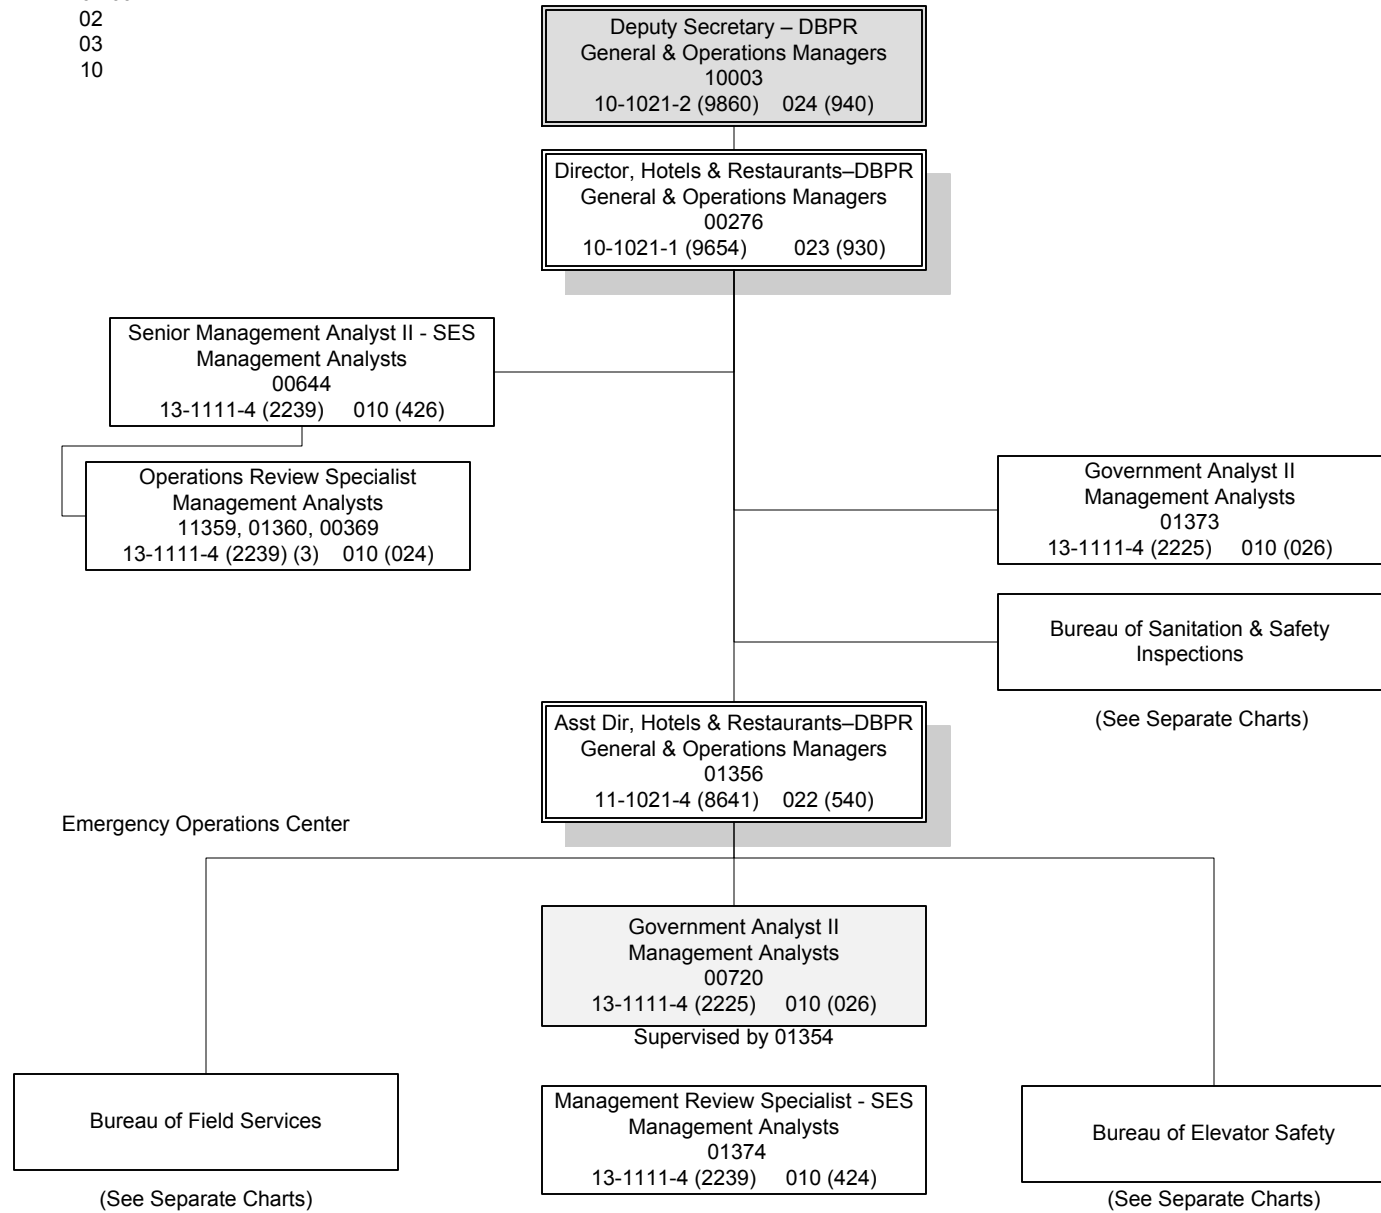 02
03
10
Deputy Secretary – DBPR
General & Operations Managers
10003
10-1021-2 (9860) 024 (940)
Director, Hotels & Restaurants–DBPR
General & Operations Managers
00276
10-1021-1 (9654) 023 (930)
Senior Management Analyst II - SES
Management Analysts
00644
13-1111-4 (2239) 010 (426)
Operations Review Specialist
Management Analysts
11359, 01360, 00369
13-1111-4 (2239) (3) 010 (024)
Government Analyst II
Management Analysts
01373
13-1111-4 (2225) 010 (026)
Bureau of Sanitation & Safety
Inspections
(See Separate Charts)
Asst Dir, Hotels & Restaurants–DBPR
General & Operations Managers
01356
11-1021-4 (8641) 022 (540)
Emergency Operations Center
Government Analyst II
Management Analysts
00720
13-1111-4 (2225) 010 (026)
Supervised by 01354
Bureau of Field Services
(See Separate Charts)
Management Review Specialist - SES
Management Analysts
01374
13-1111-4 (2239) 010 (424)
Bureau of Elevator Safety
(See Separate Charts)